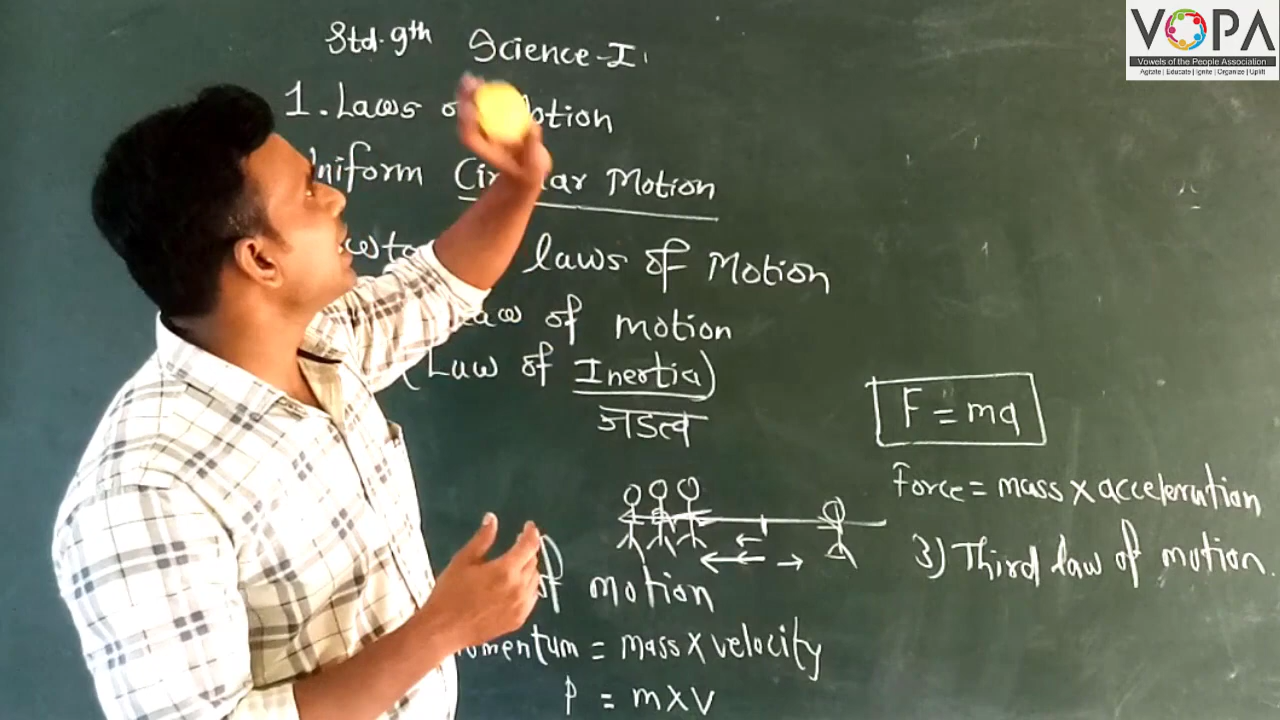 Std. 9th Science-I
1. Laws of Motion
Uniform Circular Motion
laws of Motion
Law of motion
(Law of Inertia)
जडत्व
of motion
momentum = mass x velocity
P = m x v
F = ma
Force = mass x acceleration
3) Third law of motion.
VOPA
Vowels of the People Association
Agitate | Educate | Ignite | Organize | Uplift